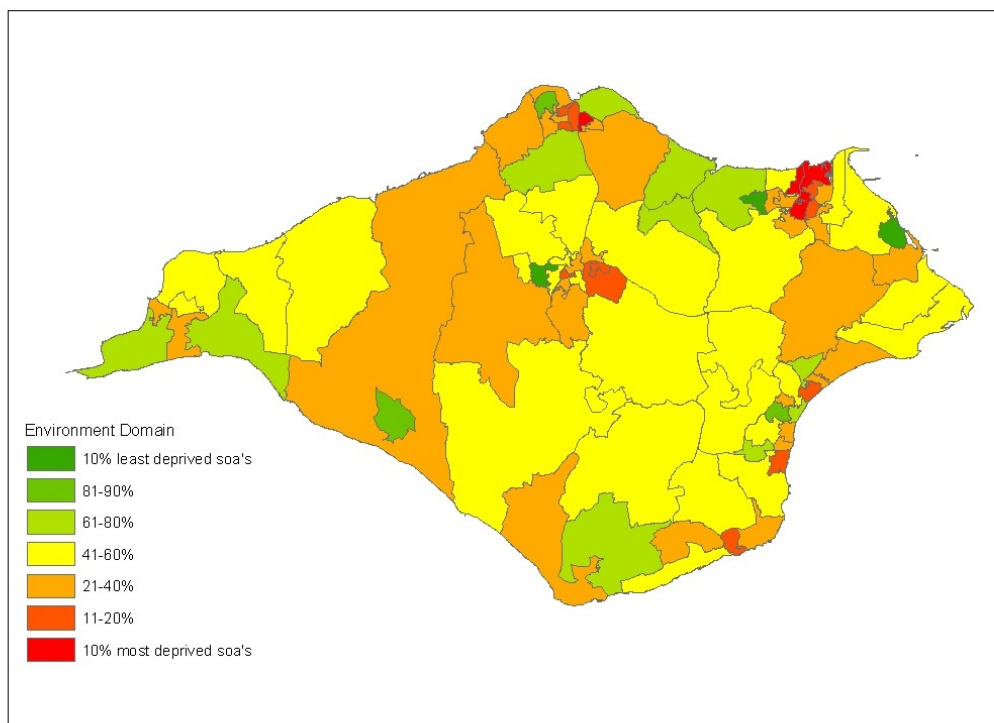 Environment Domain
10% least deprived soa's
81-90%
61-80%
41-60%
21-40%
11-20%
10% most deprived soa's